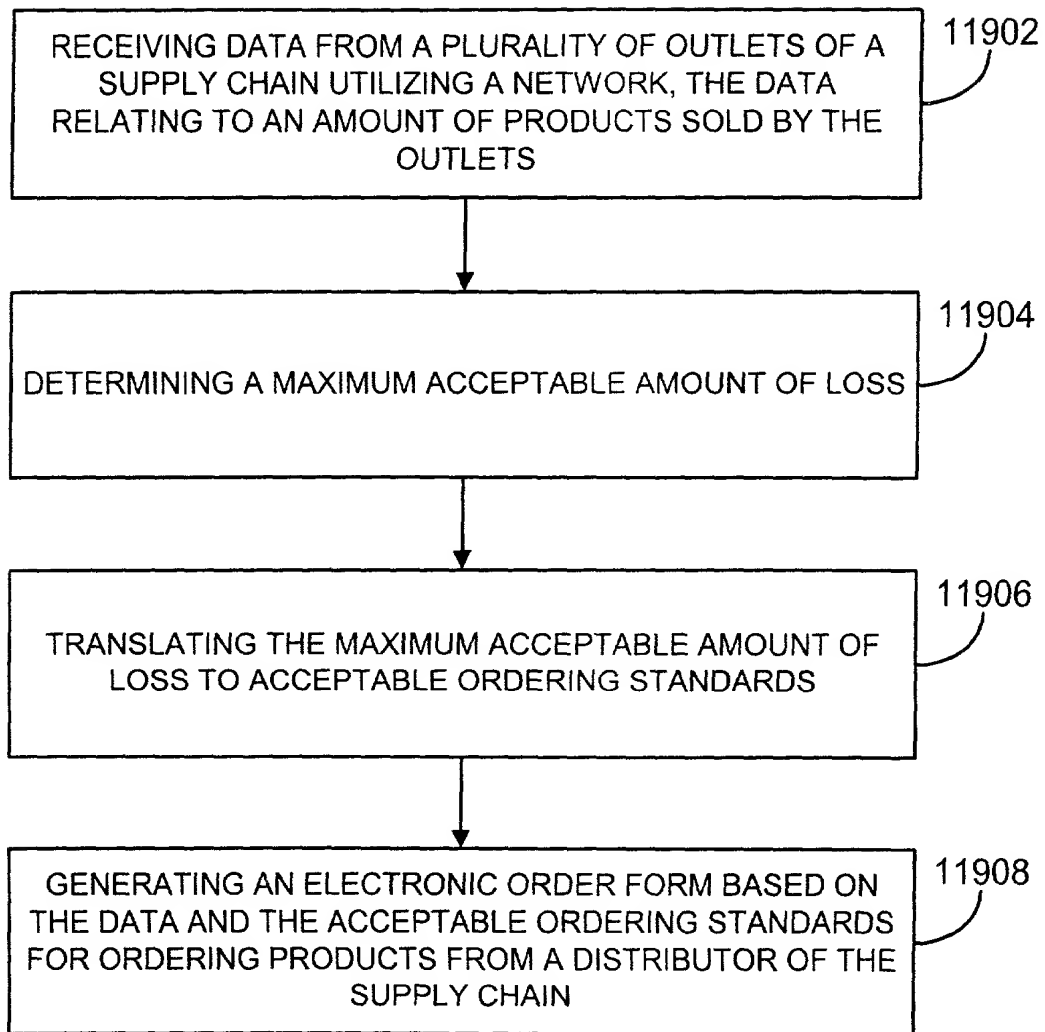 RECEIVING DATA FROM A PLURALITY OF OUTLETS OF A
SUPPLY CHAIN UTILIZING A NETWORK, THE DATA
RELATING TO AN AMOUNT OF PRODUCTS SOLD BY THE
OUTLETS
11902
DETERMINING A MAXIMUM ACCEPTABLE AMOUNT OF LOSS
11904
TRANSLATING THE MAXIMUM ACCEPTABLE AMOUNT OF
LOSS TO ACCEPTABLE ORDERING STANDARDS
11906
GENERATING AN ELECTRONIC ORDER FORM BASED ON
THE DATA AND THE ACCEPTABLE ORDERING STANDARDS
FOR ORDERING PRODUCTS FROM A DISTRIBUTOR OF THE
SUPPLY CHAIN
11908